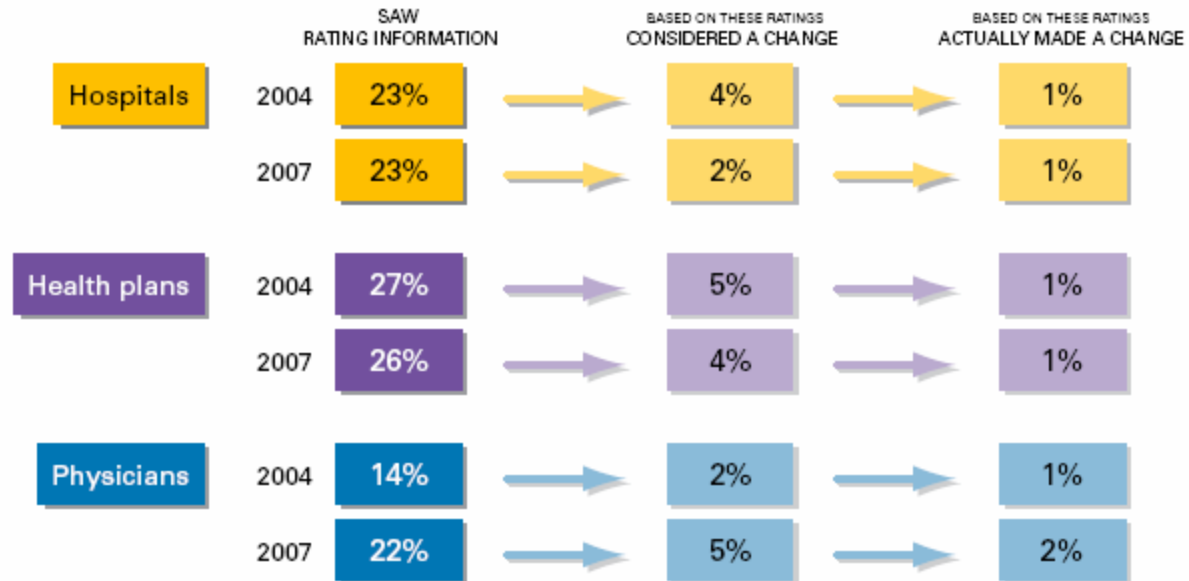 SAW
RATING INFORMATION
BASED ON THESE RATINGS
CONSIDERED A CHANGE
BASED ON THESE RATINGS
ACTUALLY MADE A CHANGE
Hospitals 2004 23% 4% 1%
2007 23% 2% 1%
Health plans 2004 27% 5% 1%
2007 26% 4% 1%
Physicians 2004 14% 2% 1%
2007 22% 5% 2%